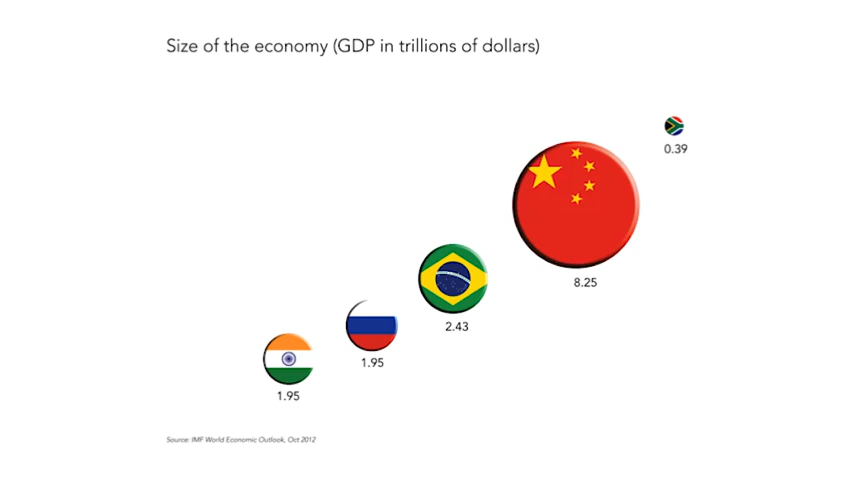 Size of the economy (GDP in trillions of dollars)
0.39
8.25
2.43
1.95
1.95
Source: IMF World Economic Outlook, Oct 2012